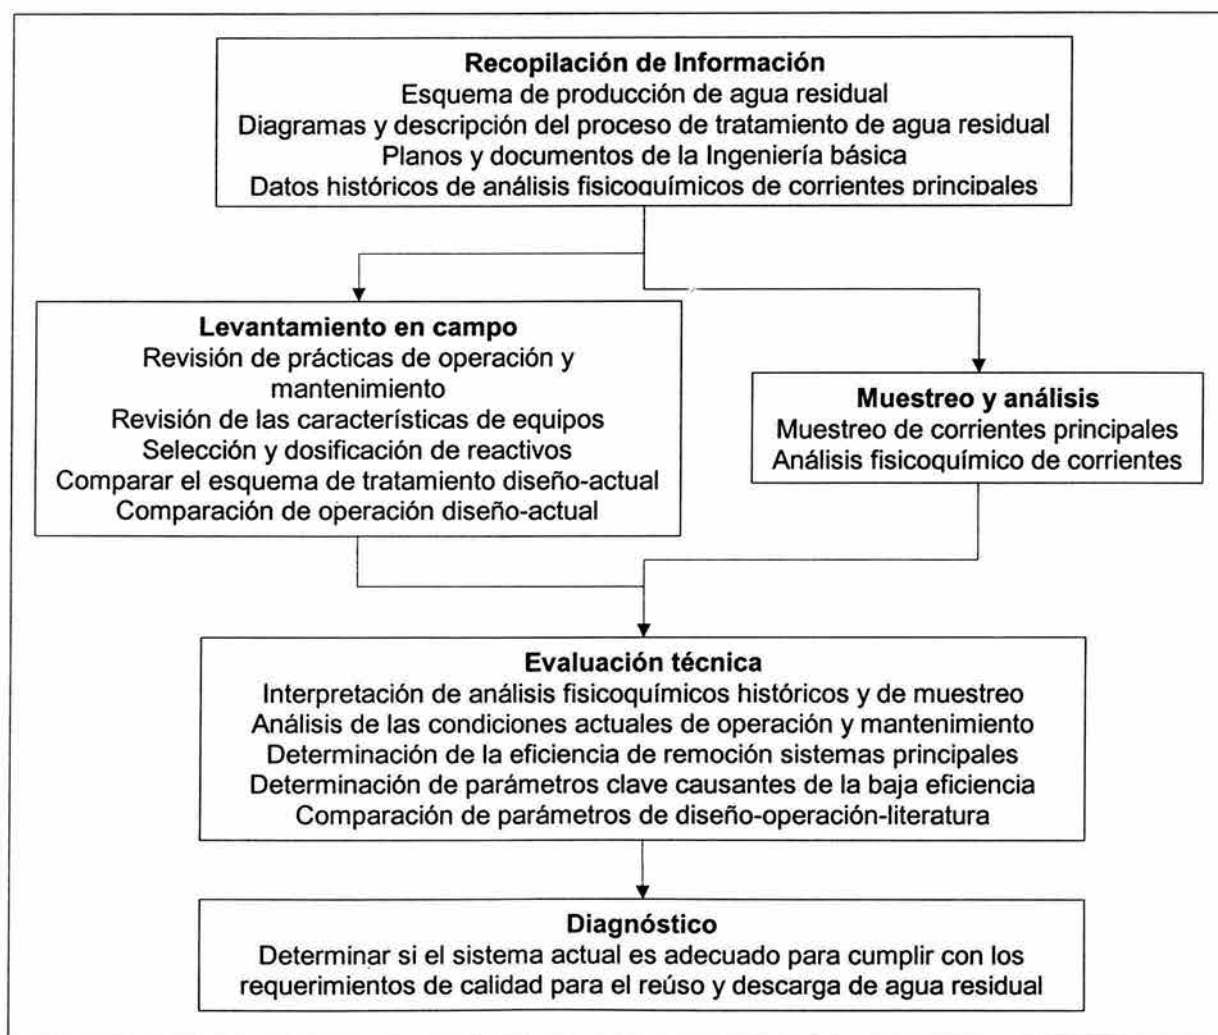 Recopilación de Información
Esquema de producción de agua residual
Diagramas y descripción del proceso de tratamiento de agua residual
Planos y documentos de la Ingeniería básica
Datos históricos de análisis fisicoquímicos de corrientes principales
Levantamiento en campo
Revisión de prácticas de operación y
mantenimiento
Revisión de las características de equipos
Selección y dosificación de reactivos
Comparar el esquema de tratamiento diseño-actual
Comparación de operación diseño-actual
Muestreo y análisis
Muestreo de corrientes principales
Análisis fisicoquímico de corrientes
Evaluación técnica
Interpretación de análisis fisicoquímicos históricos y de muestreo
Análisis de las condiciones actuales de operación y mantenimiento
Determinación de la eficiencia de remoción sistemas principales
Determinación de parámetros clave causantes de la baja eficiencia
Comparación de parámetros de diseño-operación-literatura
Diagnóstico
Determinar si el sistema actual es adecuado para cumplir con los
requerimientos de calidad para el reúso y descarga de agua residual